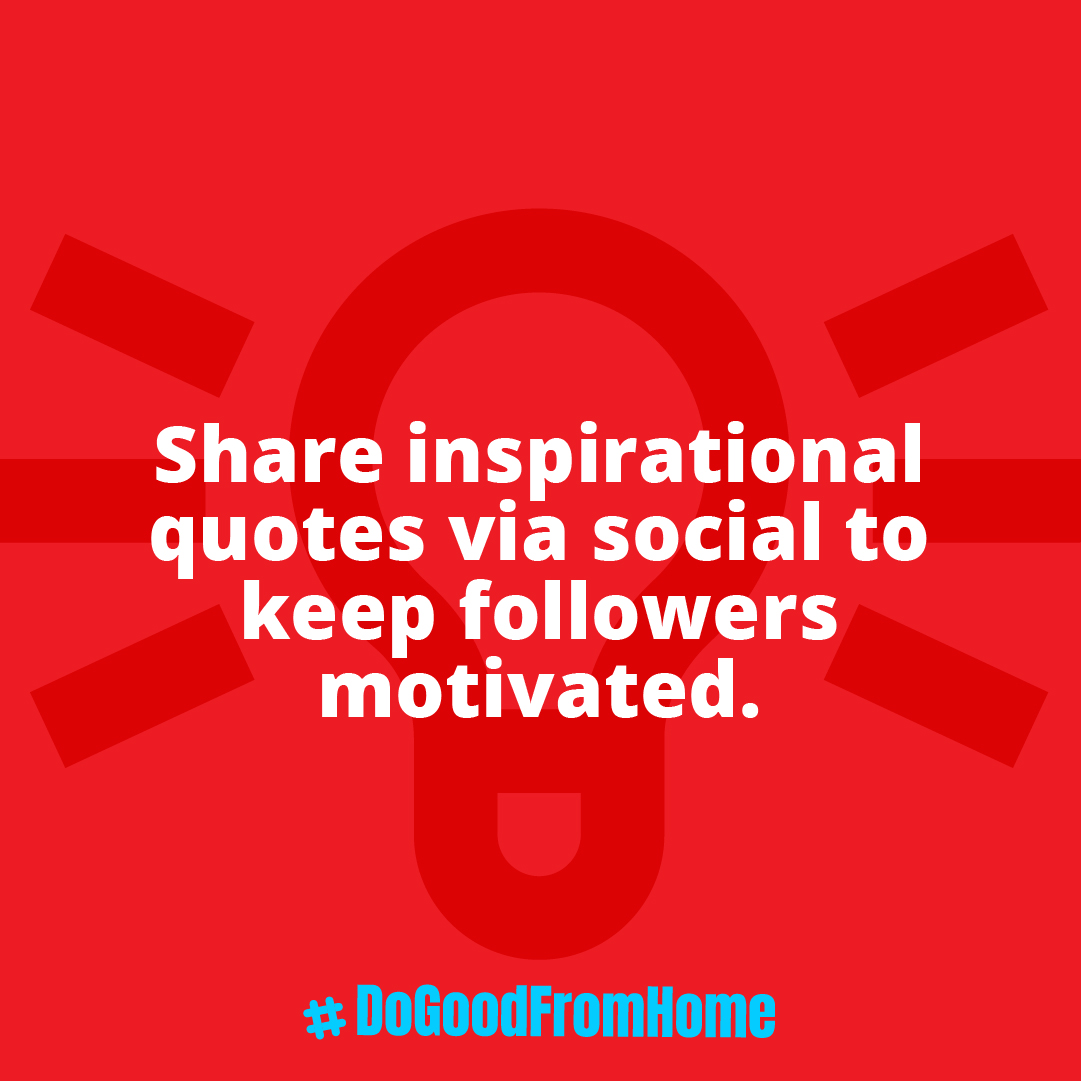 Share inspirational
quotes via social to
keep followers
motivated.
#DoGoodFromHome